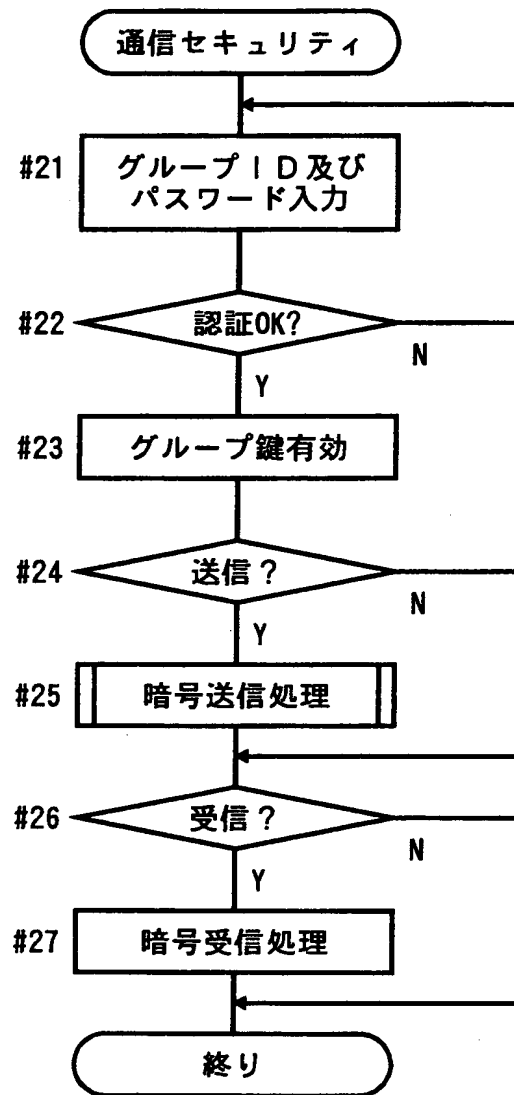 通信セキュリティ
#21
グループID及び
パスワード入力
#22
認証OK?
N
Y
#23
グループ鍵有効
#24
送信?
N
Y
#25
暗号送信処理
#26
受信?
N
Y
#27
暗号受信処理
終り